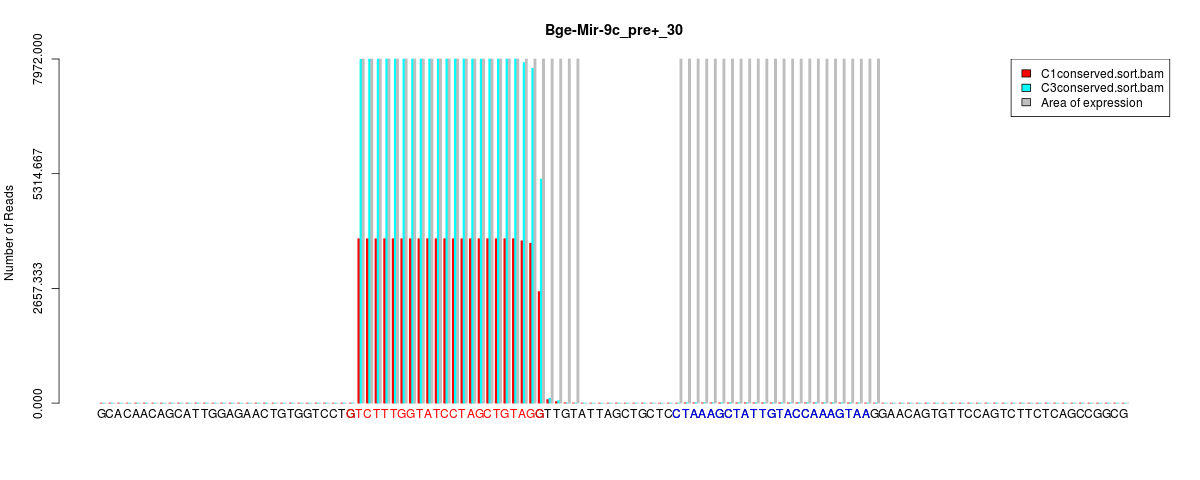 Bge-Mir-9c_pre+_30
7972.000
5314.667
2657.333
0.000
Number of Reads
C1conserved.sort.bam
C3conserved.sort.bam
Area of expression
GCACAACAGCATTGGAGAACTGTGGTCCTGTCTTTGGTATCCTAGCTGTAGGTTGTATTAGCTGCTCCTAAAGCTATTGTACCAAAGTAAGGAACAGTGTTCCAGTCTTCTCAGCCGGCG